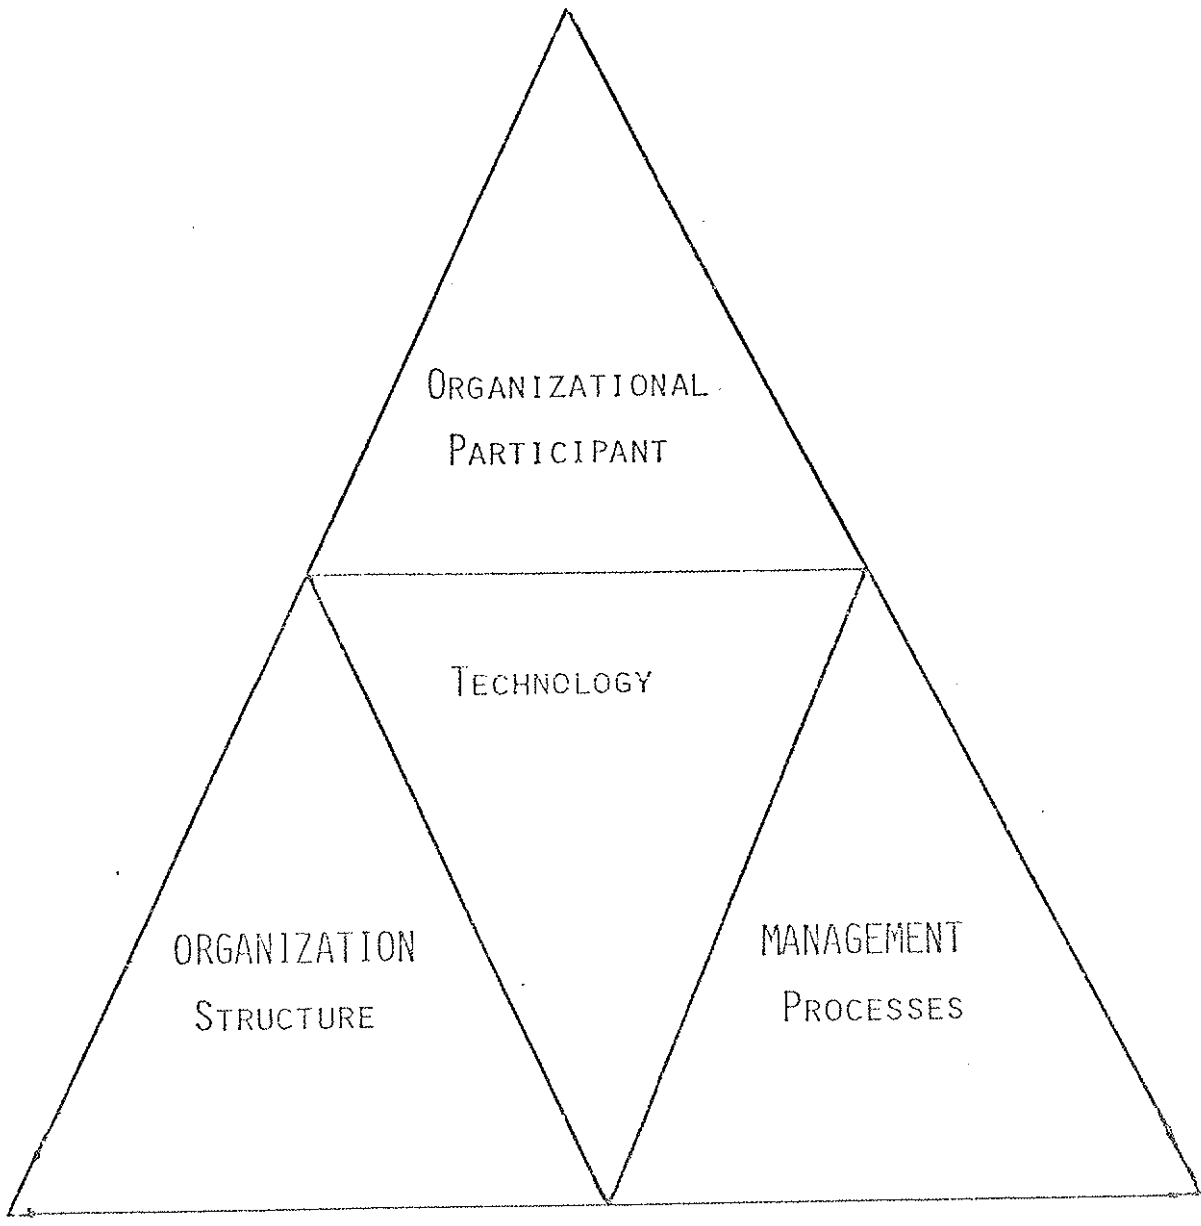 ORGANIZATIONAL
PARTICIPANT
TECHNOLOGY
ORGANIZATION
STRUCTURE
MANAGEMENT
PROCESSES